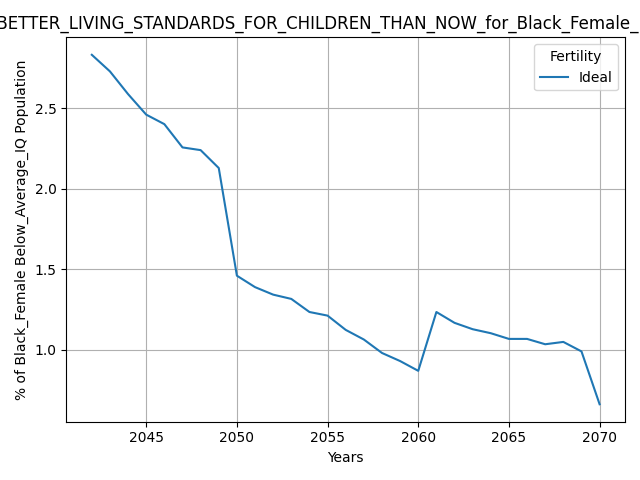 BETTER_LIVING_STANDARDS_FOR_CHILDREN_THAN_NOW_for_Black_Female_
Fertility
Ideal
% of Black_Female Below_Average_IQ Population
2.5
2.0
1.5
1.0
2045 2050 2055 2060 2065 2070
Years